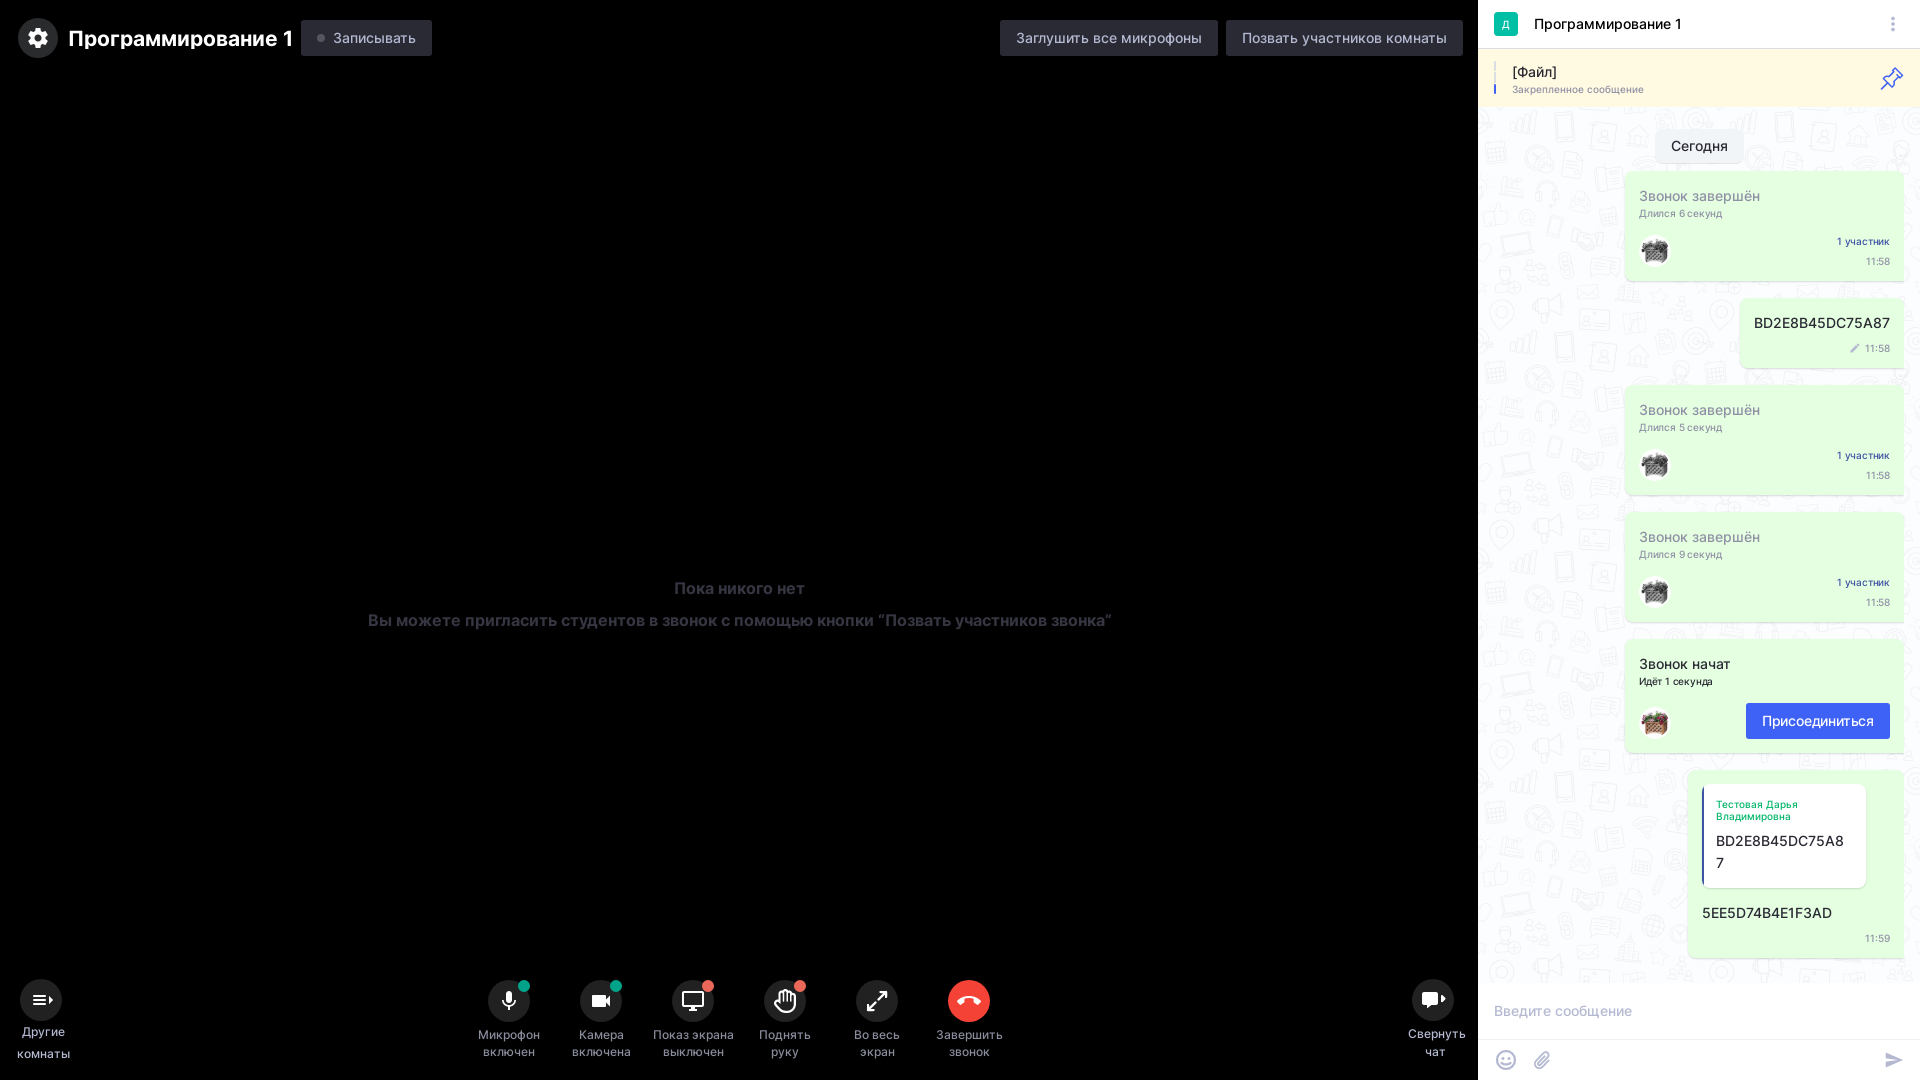 Программирование 1
Записывать
Заглушить все микрофоны
Позвать участников комнаты
Пока никого нет
Вы можете пригласить студентов в звонок с помощью кнопки “Позвать участников звонка”
Другие
комнаты
Микрофон
включен
Камера
включена
Показ экрана
выключен
Поднять
руку
Во весь
экран
Завершить
звонок
Свернуть
чат
Д
Программирование 1
[Файл]
Закрепленное сообщение
Сегодня
Звонок завершён
Длился 6 секунд
1 участник
11:58
BD2E8B45DC75A87
11:58
Звонок завершён
Длился 5 секунд
1 участник
11:58
Звонок завершён
Длился 9 секунд
1 участник
11:58
Звонок начат
Идёт 1 секунда
Присоединиться
Тестовая Дарья
Владимировна
BD2E8B45DC75A8
7
5EE5D74B4E1F3AD
11:59
Введите сообщение